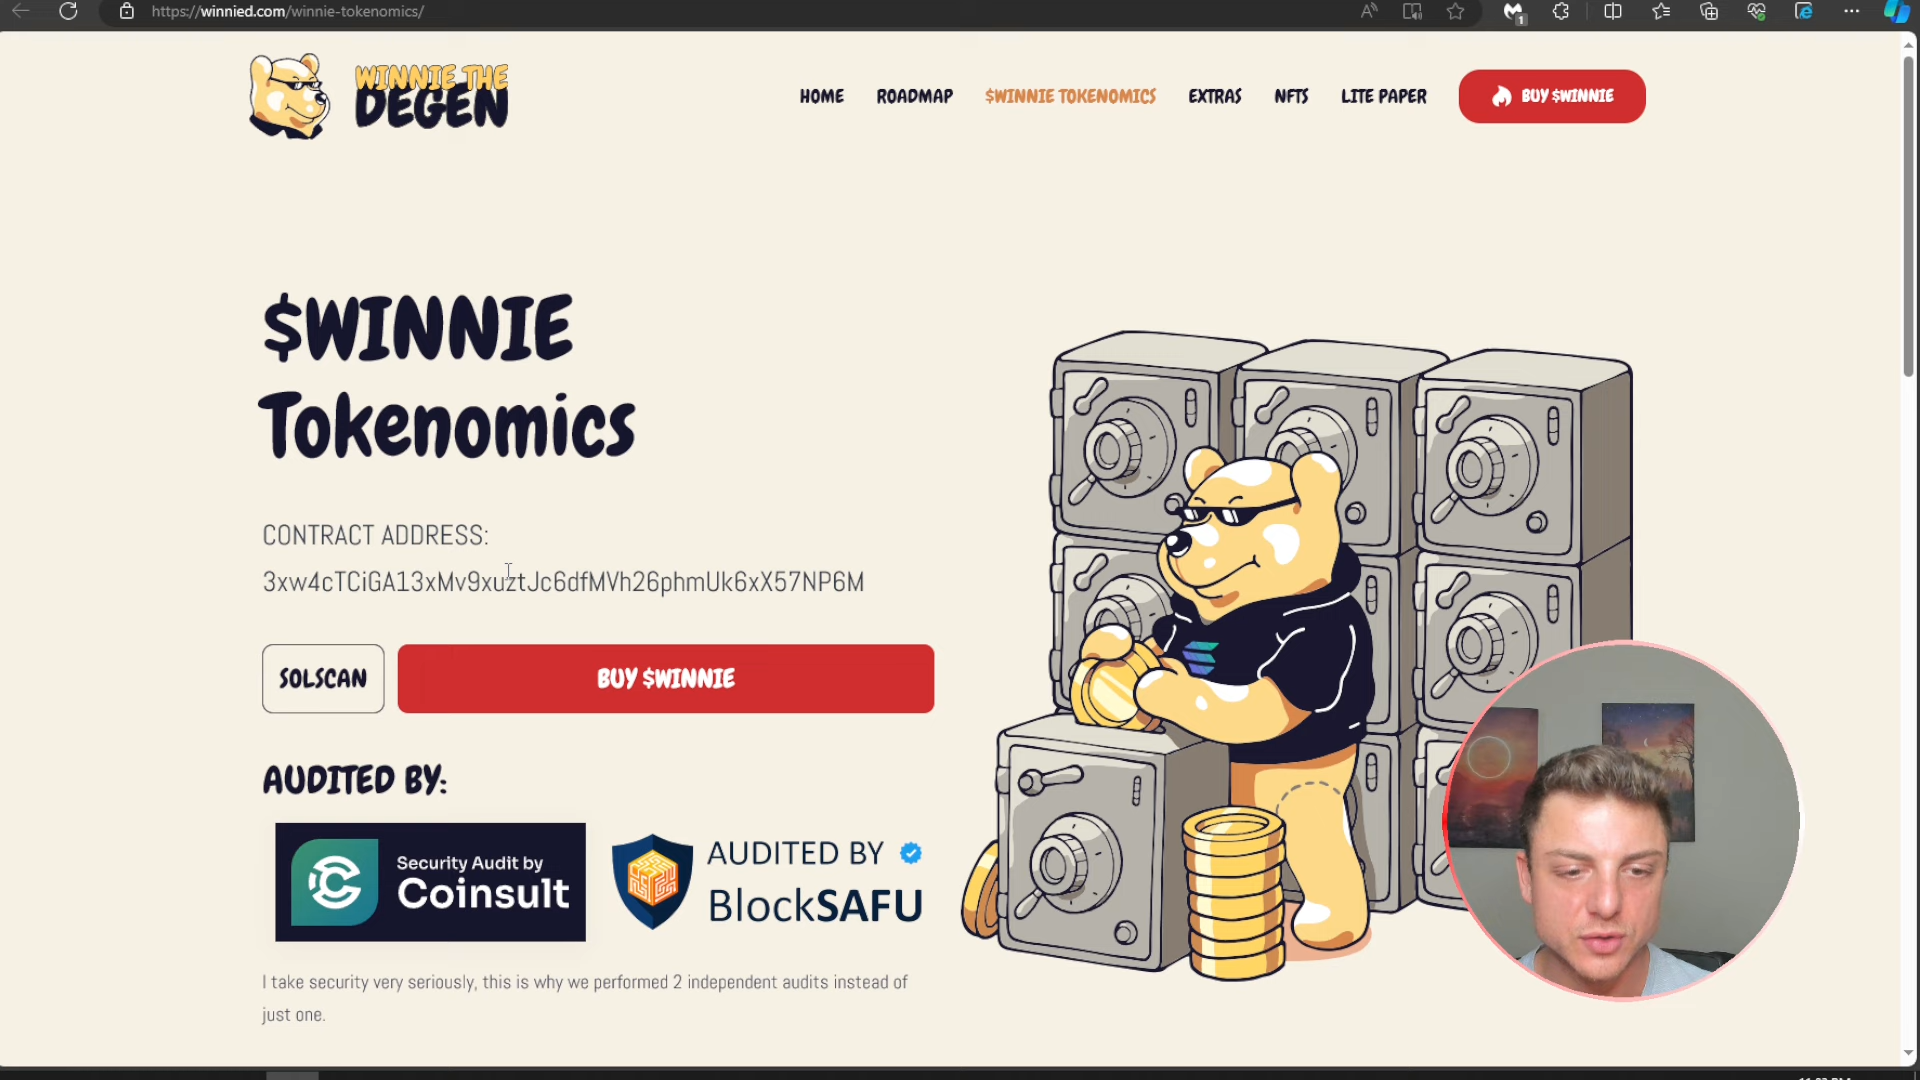 https://winnied.com/winnie-tokenomics/
1
WINNIE THE
DEGEN
HOME
ROADMAP
$WINNIE TOKENOMICS
EXTRAS
NFTS
LITE PAPER
BUY $WINNIE
$WINNIE
Tokenomics
CONTRACT ADDRESS:
3xw4cTCiGA13xMv9xuztJc6dfMVh26phmUk6xX57NP6M
SOLSCAN
BUY $WINNIE
AUDITED BY:
Security Audit by
Coinsult
AUDITED BY
BlockSAFU
I take security very seriously, this is why we performed 2 independent audits instead of
just one.